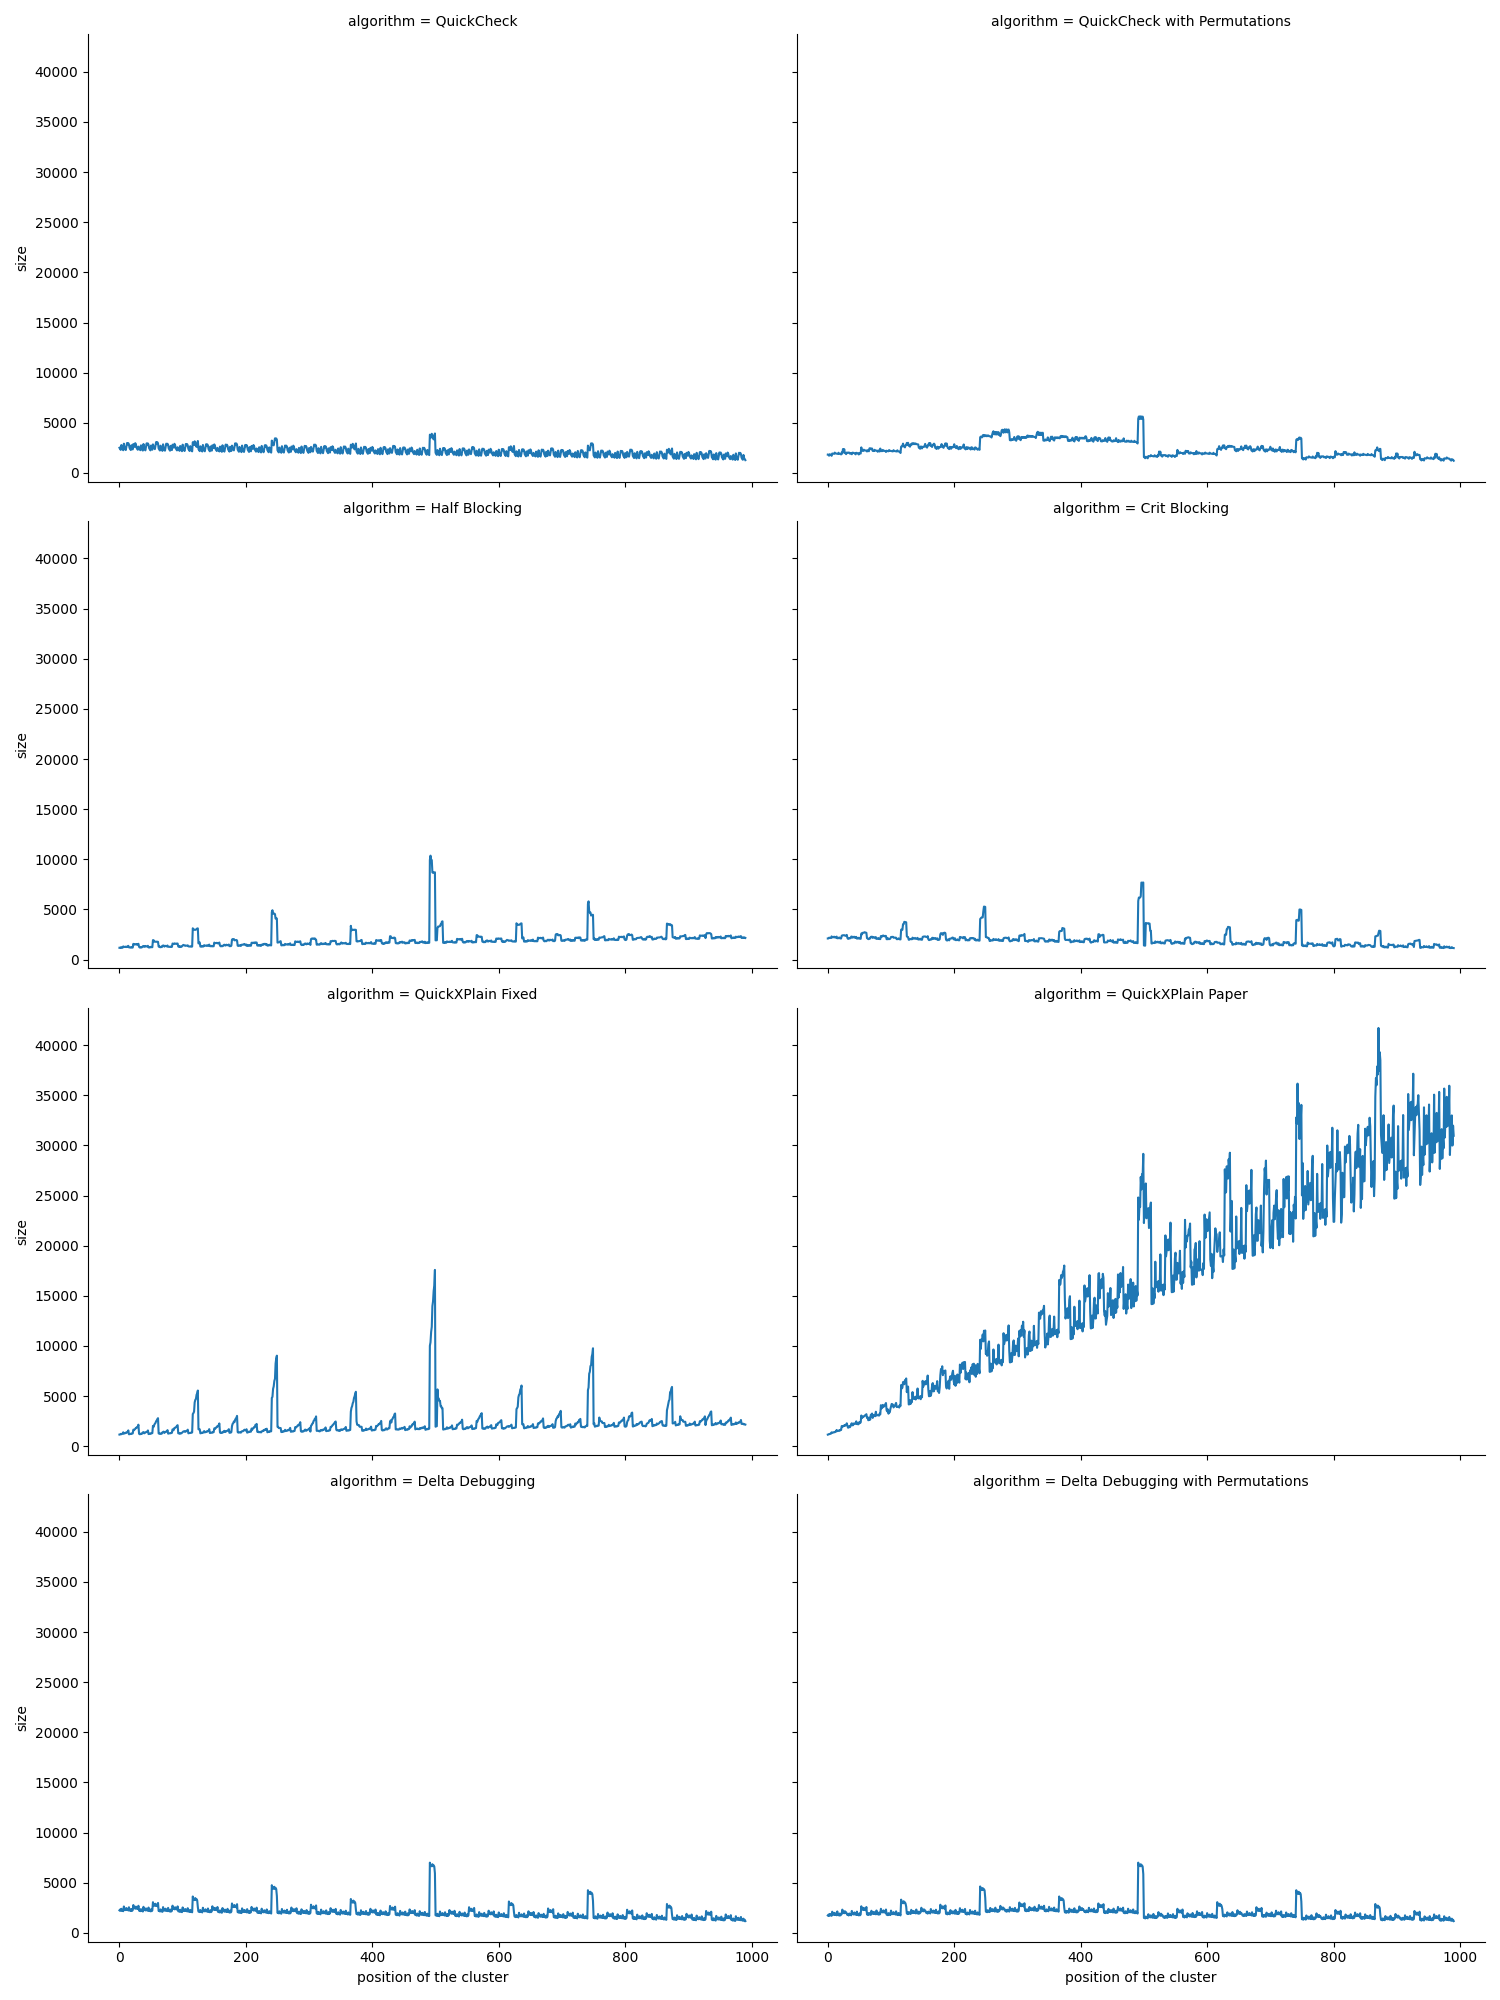 algorithm = QuickCheck
algorithm = QuickCheck with Permutations
40000
35000
30000
25000
20000
15000
10000
5000
0
size
algorithm = Half Blocking
algorithm = Crit Blocking
40000
35000
30000
25000
20000
15000
10000
5000
0
size
algorithm = QuickXPlain Fixed
algorithm = QuickXPlain Paper
40000
35000
30000
25000
20000
15000
10000
5000
0
size
algorithm = Delta Debugging
algorithm = Delta Debugging with Permutations
40000
35000
30000
25000
20000
15000
10000
5000
0
size
0 200 400 600 800 1000
position of the cluster
0 200 400 600 800 1000
position of the cluster